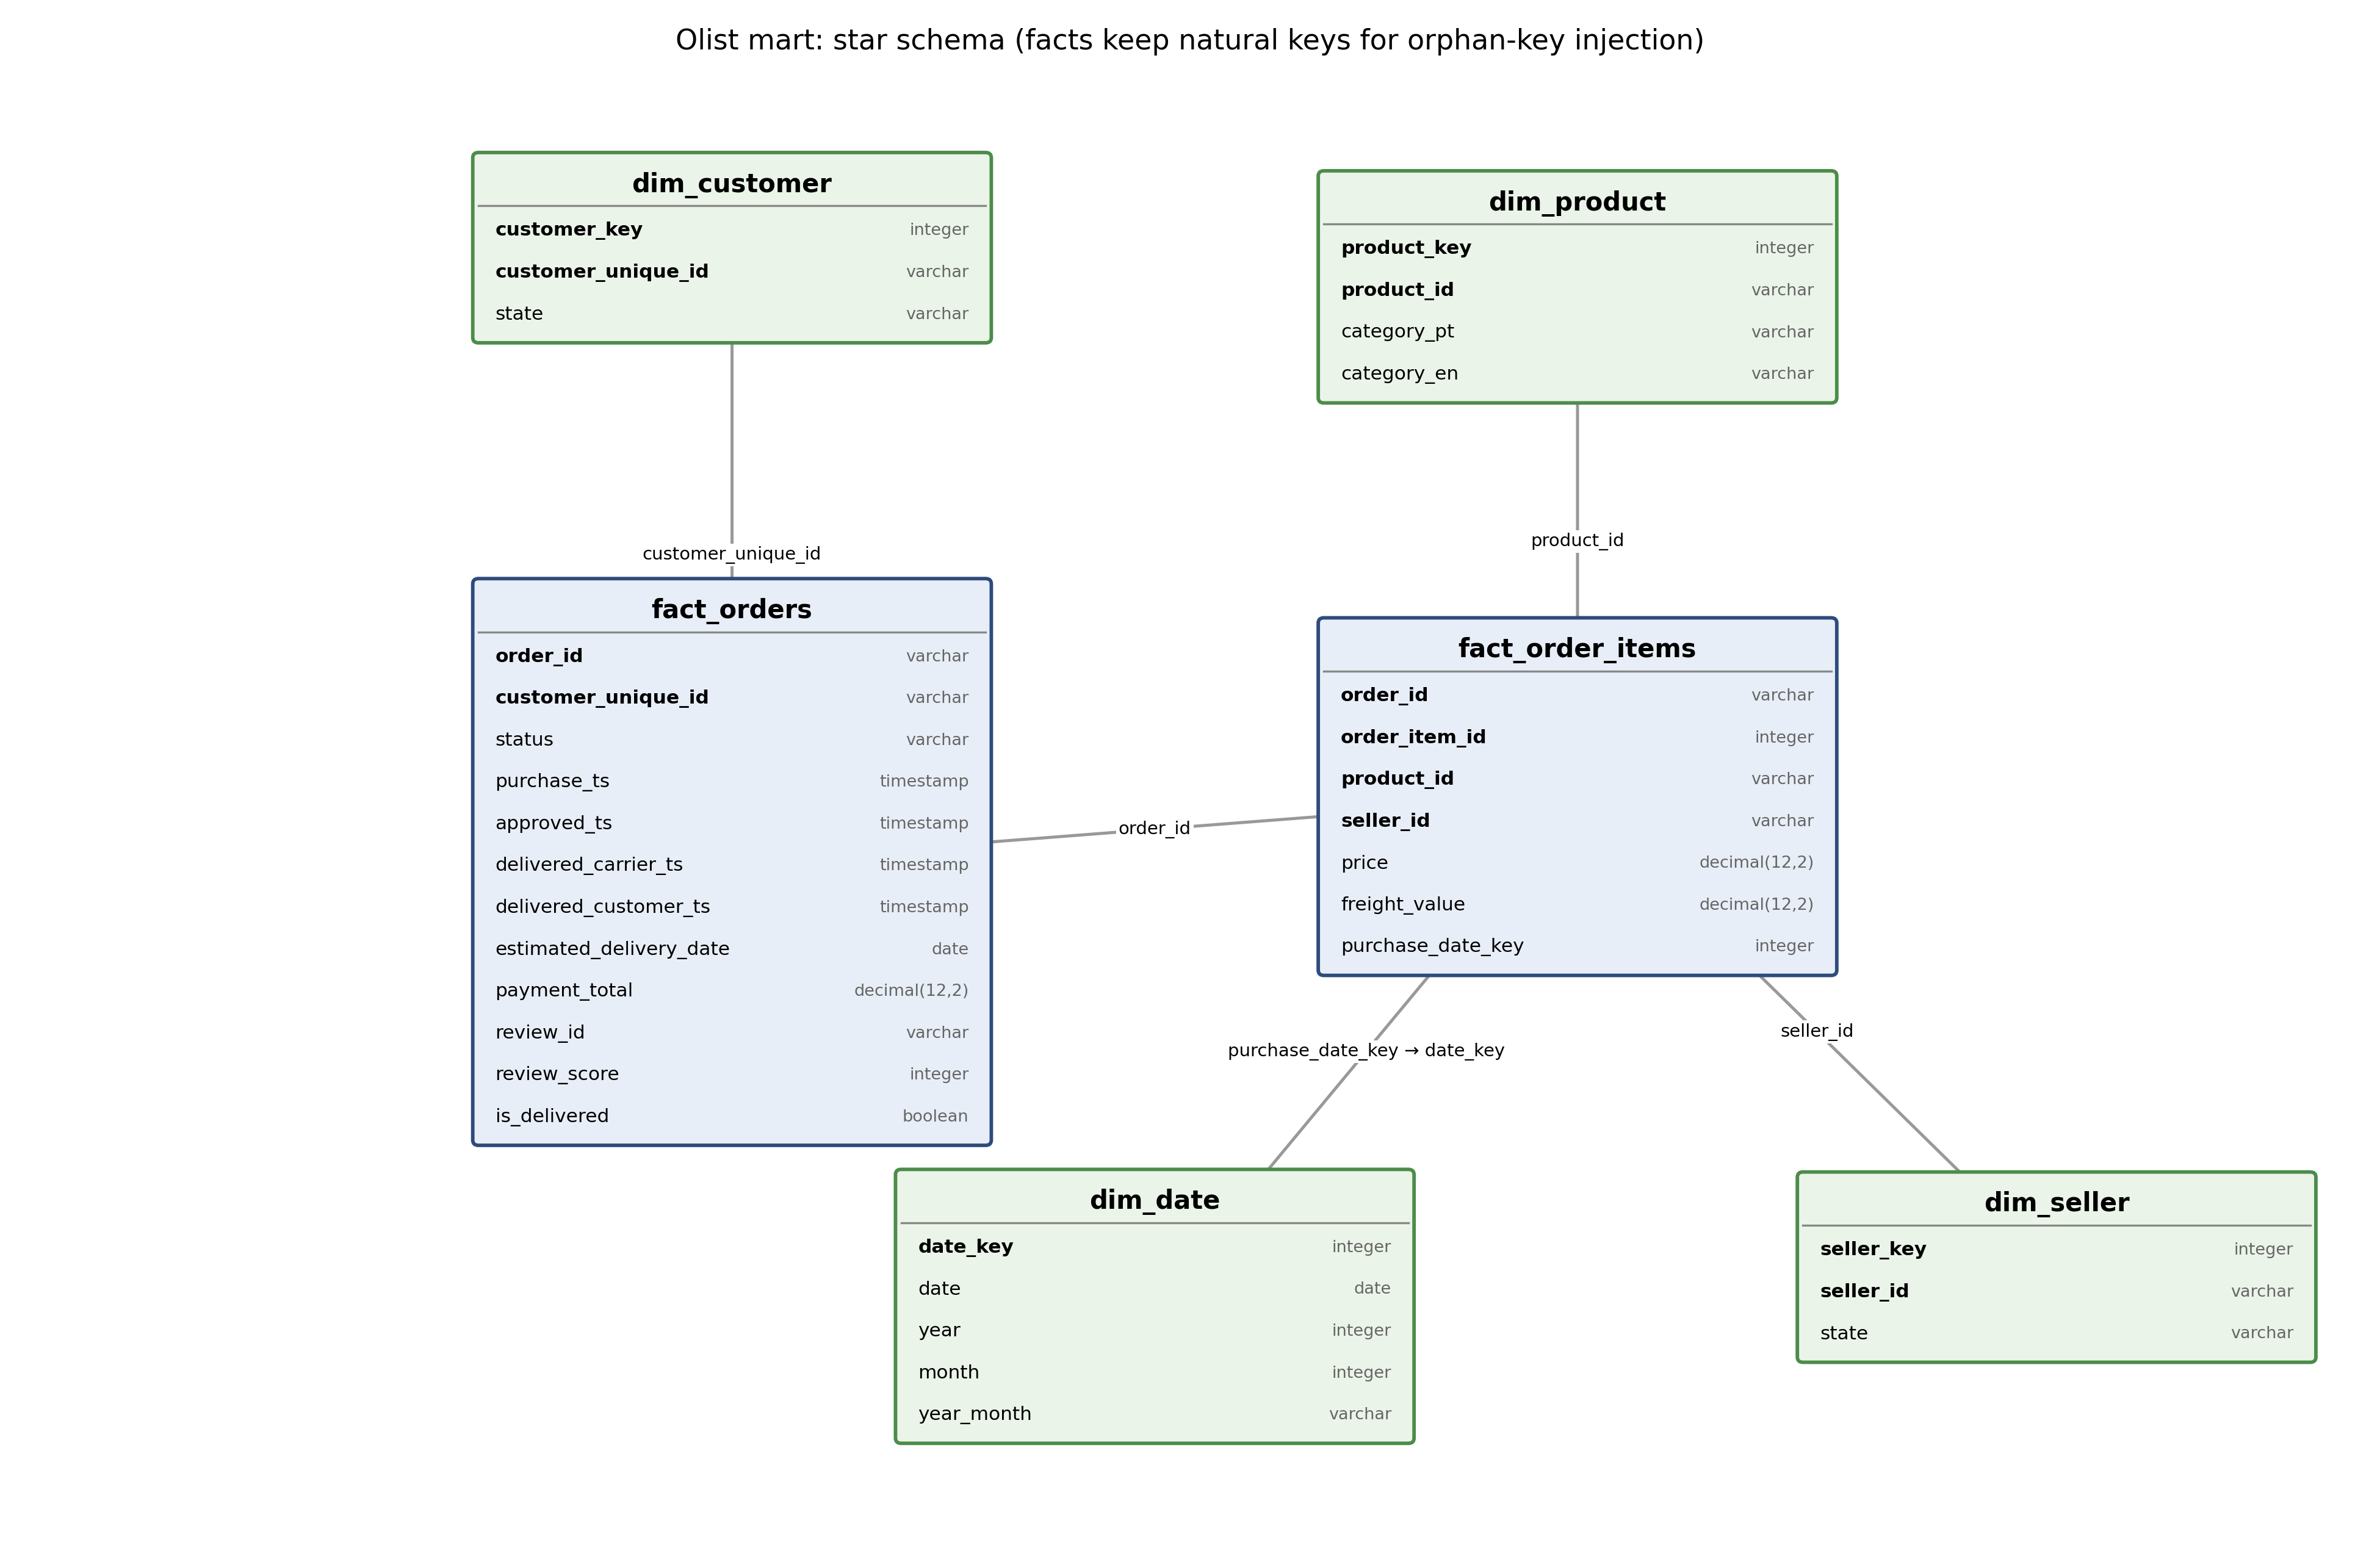 Olist mart: star schema (facts keep natural keys for orphan-key injection)
dim_customer
customer_key integer
customer_unique_id varchar
state varchar
dim_product
product_key integer
product_id varchar
category_pt varchar
category_en varchar
customer_unique_id
product_id
fact_orders
order_id varchar
customer_unique_id varchar
status varchar
purchase_ts timestamp
approved_ts timestamp
delivered_carrier_ts timestamp
delivered_customer_ts timestamp
estimated_delivery_date date
payment_total decimal(12,2)
review_id varchar
review_score integer
is_delivered boolean
order_id
fact_order_items
order_id varchar
order_item_id integer
product_id varchar
seller_id varchar
price decimal(12,2)
freight_value decimal(12,2)
purchase_date_key integer
purchase_date_key → date_key
seller_id
dim_date
date_key integer
date date
year integer
month integer
year_month varchar
dim_seller
seller_key integer
seller_id varchar
state varchar